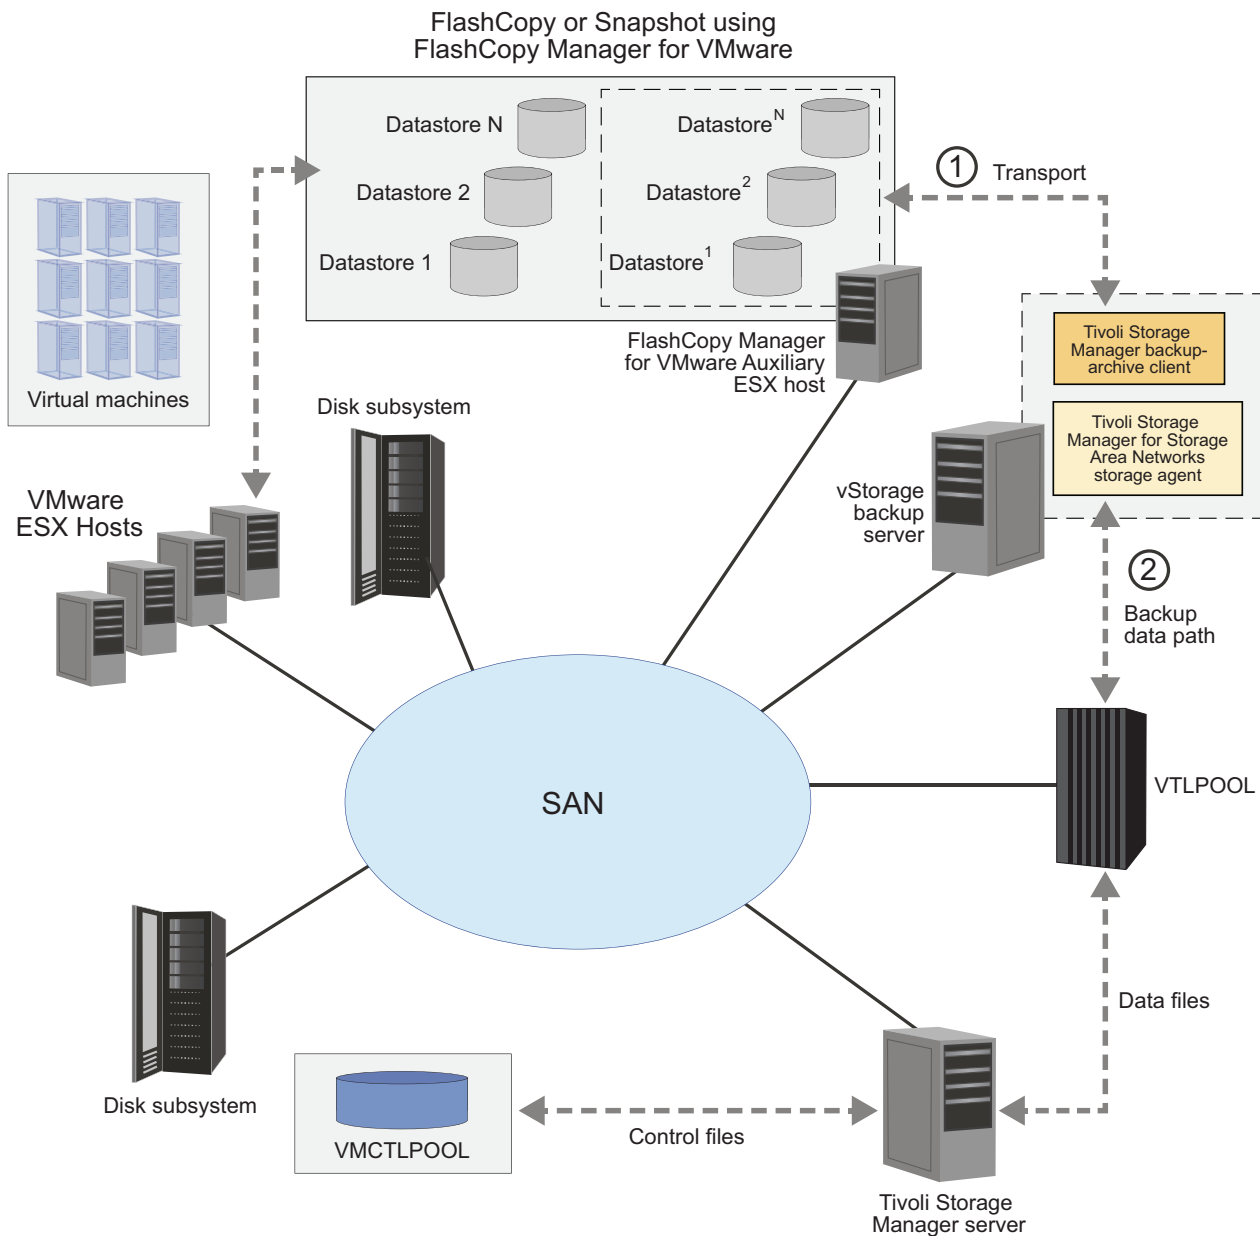 FlashCopy or Snapshot using
FlashCopy Manager for VMware
Datastore N
Datastore 2
Datastore 1
Datastore^N
Datastore^2
Datastore^1
1
Transport
Virtual machines
FlashCopy Manager
for VMware Auxiliary
ESX host
Tivoli Storage
Manager backup-
archive client
Tivoli Storage
Manager for Storage
Area Networks
storage agent
Disk subsystem
VMware
ESX Hosts
vStorage
backup
server
2
Backup
data path
SAN
VTLPOOL
Data files
Disk subsystem
VMCTLPOOL
Control files
Tivoli Storage
Manager server